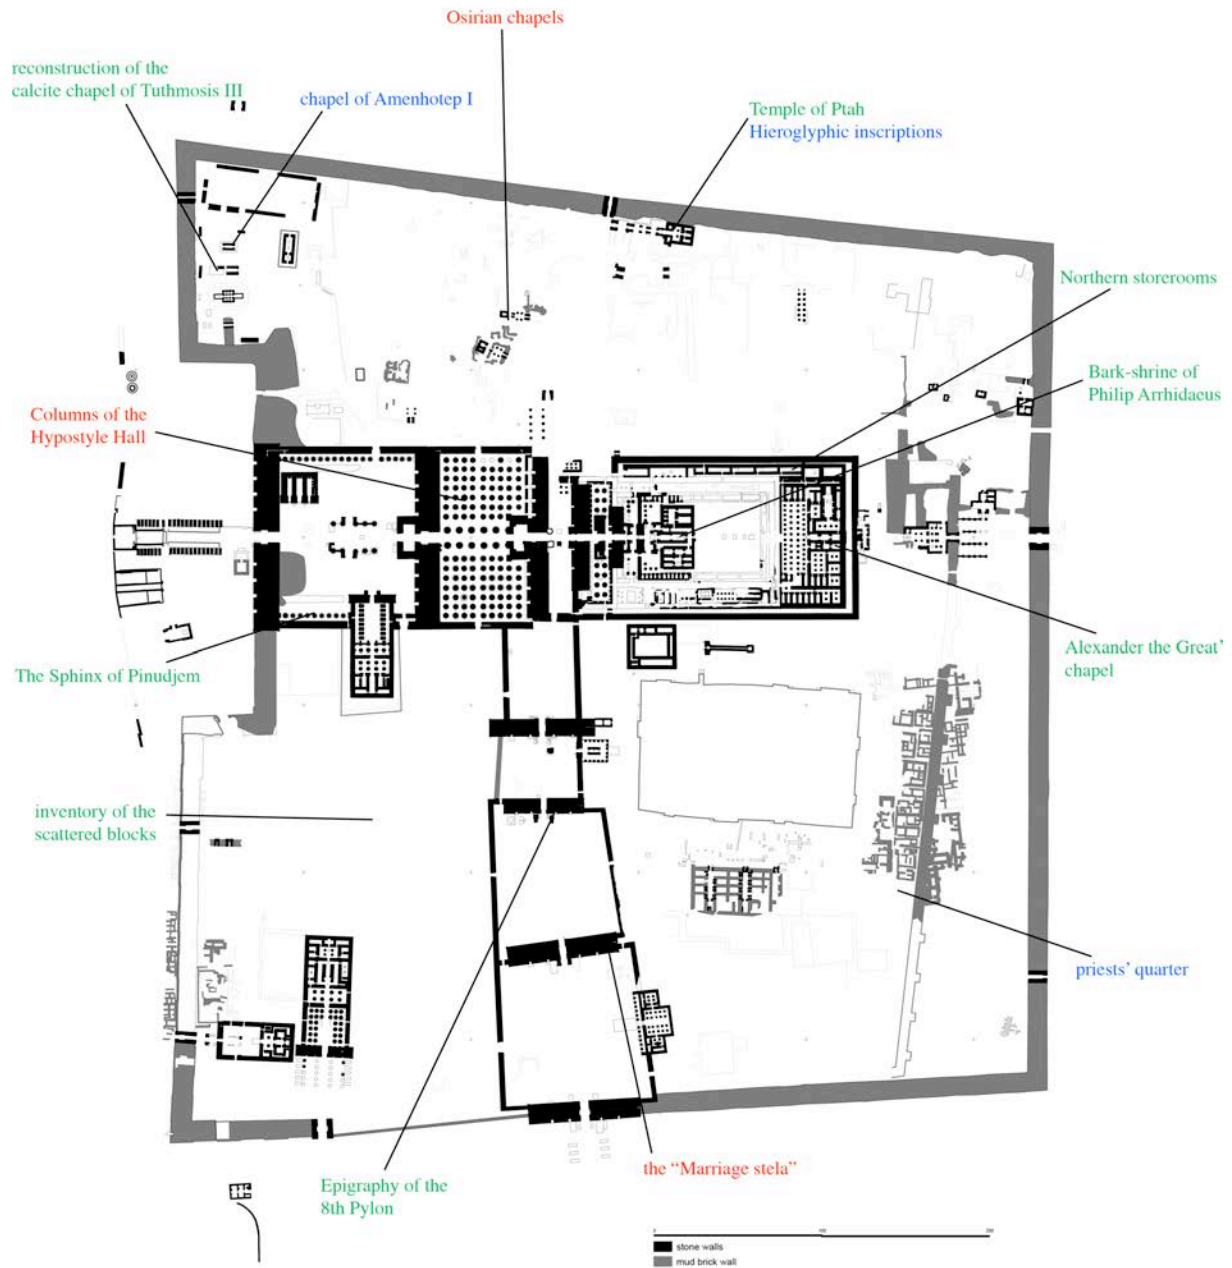 Osirian chapels
reconstruction of the
calcite chapel of Tuthmosis III
chapel of Amenhotep I
Temple of Ptah
Hieroglyphic inscriptions
Northern storerooms
Bark-shrine of
Philip Arrhidaeus
Columns of the
Hypostyle Hall
Alexander the Great'
chapel
The Sphinx of Pinudjem
inventory of the
scattered blocks
priests' quarter
the “Marriage stela”
Epigraphy of the
8th Pylon
0 100 200
stone walls
mud brick wall